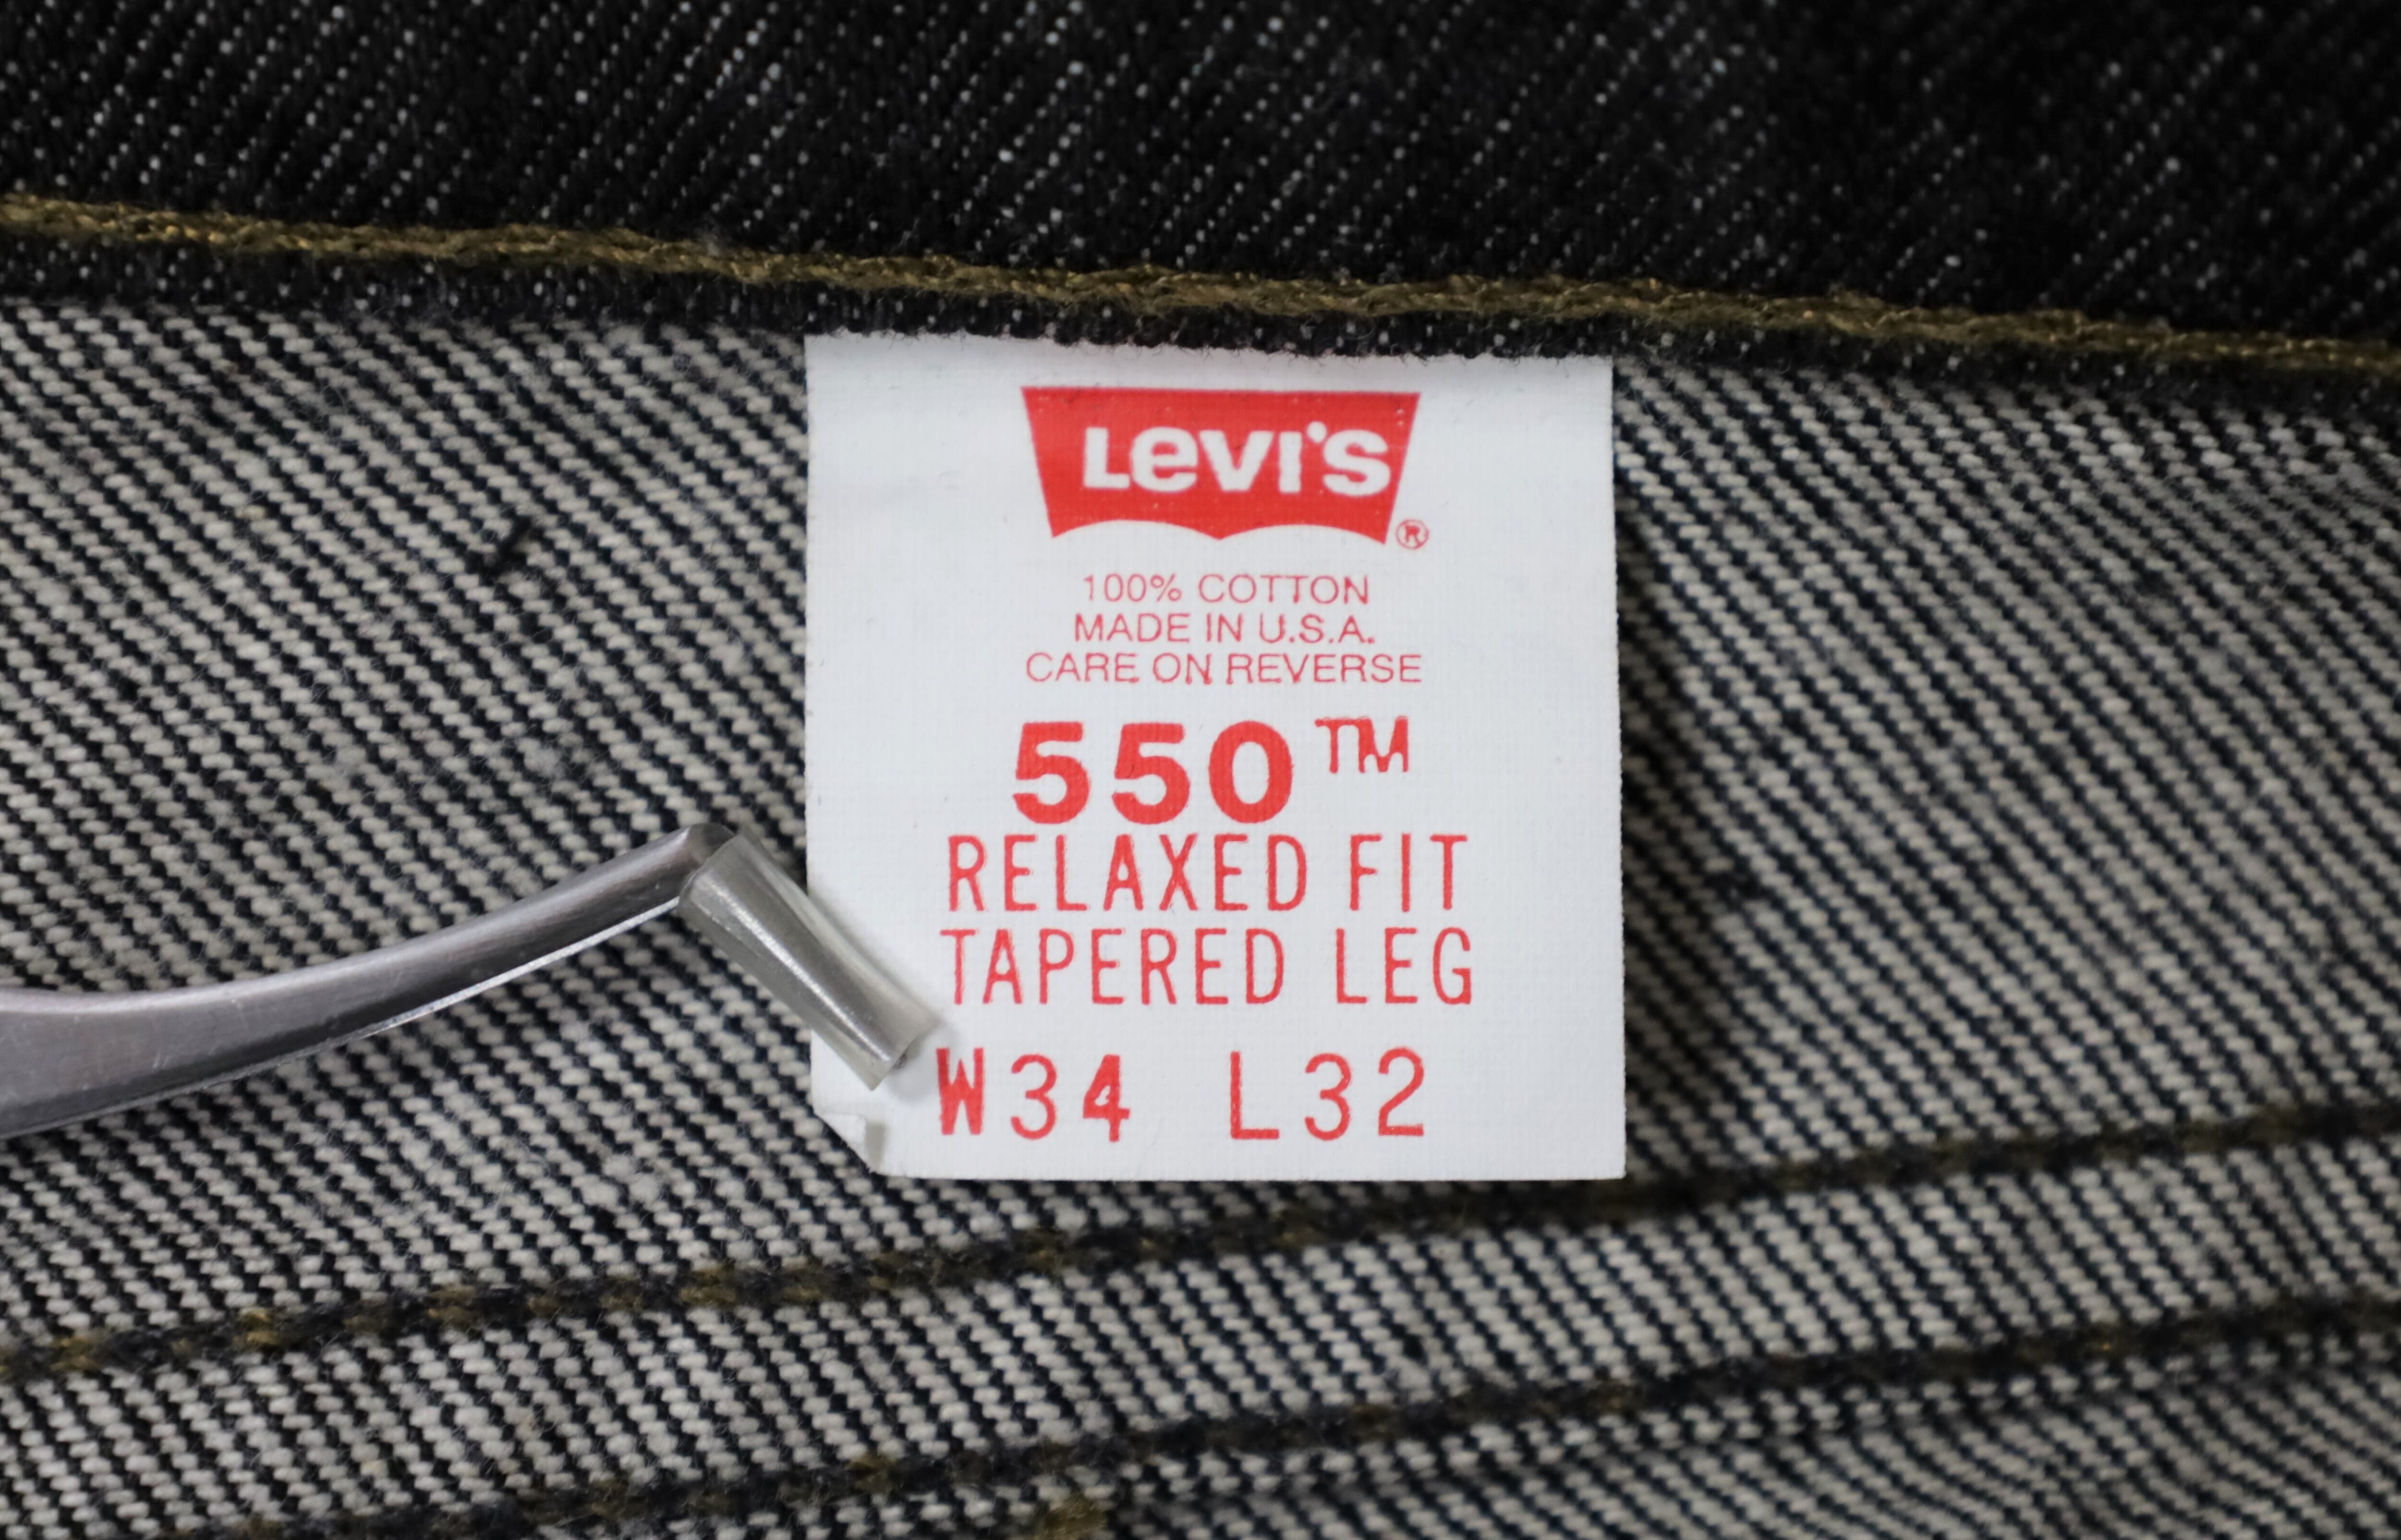 LEVI'S
®
100% COTTON
MADE IN U.S.A.
CARE ON REVERSE
550™
RELAXED FIT
TAPERED LEG
W34 L32